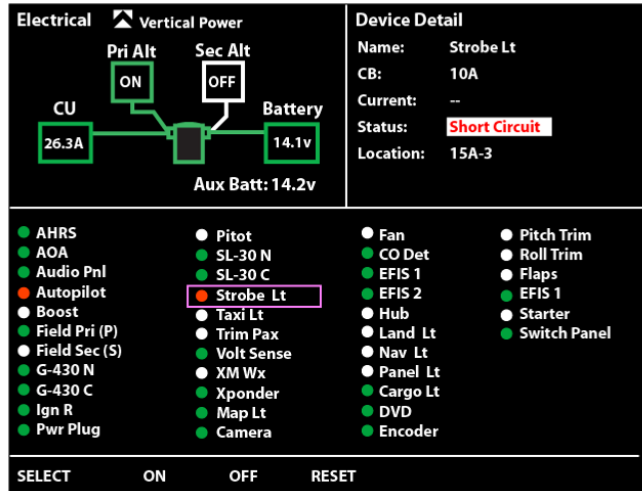 Electrical Vertical Power
Pri Alt Sec Alt
ON OFF
CU Battery
26.3A 14.1v
Aux Batt: 14.2v
Device Detail
Name: Strobe Lt
CB: 10A
Current: --
Status: Short Circuit
Location: 15A-3
AHRS
AOA
Audio Pnl
Autopilot
Boost
Field Pri (P)
Field Sec (S)
G-430 N
G-430 C
Ign R
Pwr Plug
Pitot
SL-30 N
SL-30 C
Strobe Lt
Taxi Lt
Trim Pax
Volt Sense
XM Wx
Xponder
Map Lt
Camera
Fan
CO Det
EFIS 1
EFIS 2
Hub
Land Lt
Nav Lt
Panel Lt
Cargo Lt
DVD
Encoder
Pitch Trim
Roll Trim
Flaps
EFIS 1
Starter
Switch Panel
SELECT ON OFF RESET